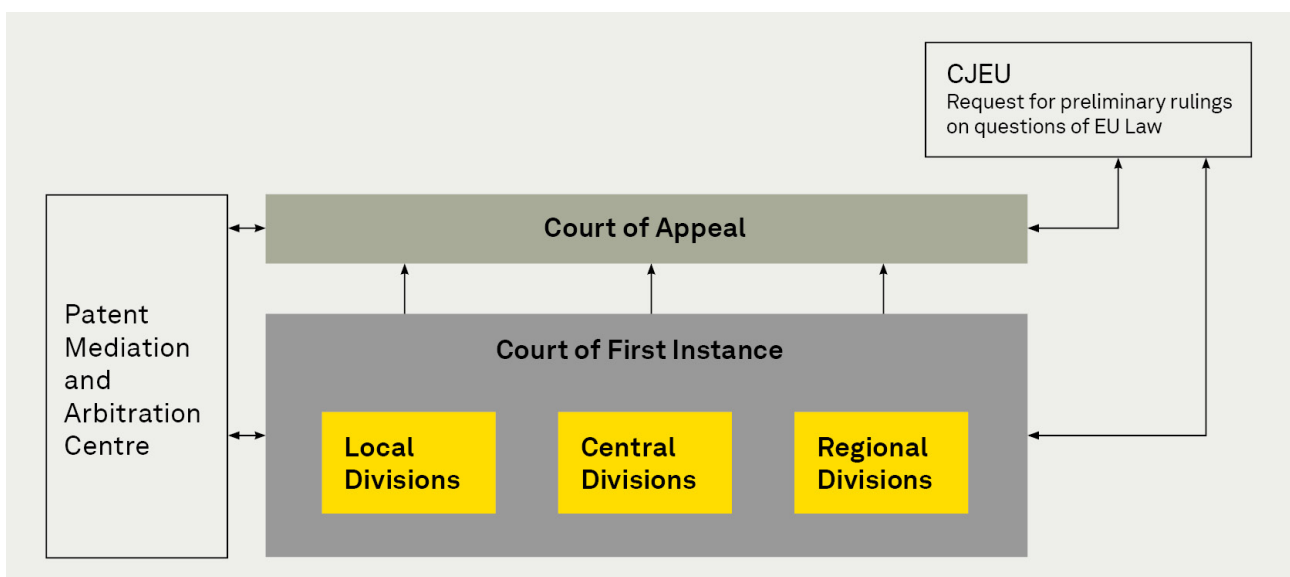 CJEU
Request for preliminary rulings
on questions of EU Law
Court of Appeal
Patent
Mediation
and
Arbitration
Centre
Court of First Instance
Local
Divisions
Central
Divisions
Regional
Divisions